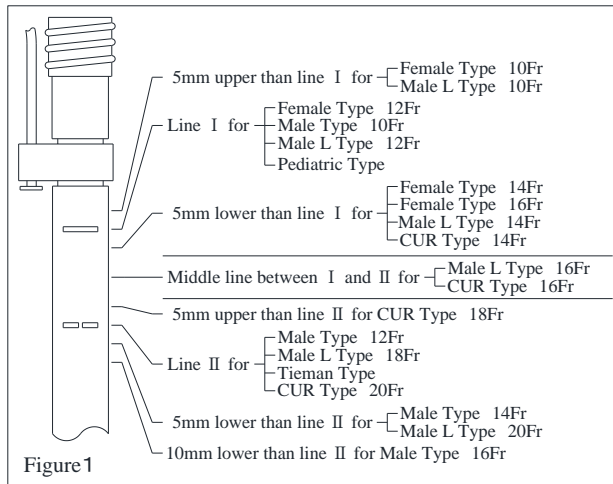 5mm upper than line Ⅰ for
Female Type 10Fr
Male L Type 10Fr
Line Ⅰ for
Female Type 12Fr
Male Type 10Fr
Male L Type 12Fr
Pediatric Type
5mm lower than line Ⅰ for
Female Type 14Fr
Female Type 16Fr
Male L Type 14Fr
CUR Type 14Fr
Middle line between Ⅰ and Ⅱ for
Male L Type 16Fr
CUR Type 16Fr
5mm upper than line Ⅱ for CUR Type 18Fr
Line Ⅱ for
Male Type 12Fr
Male L Type 18Fr
Tieman Type
CUR Type 20Fr
5mm lower than line Ⅱ for
Male Type 14Fr
Male L Type 20Fr
10mm lower than line Ⅱ for Male Type 16Fr
Figure1